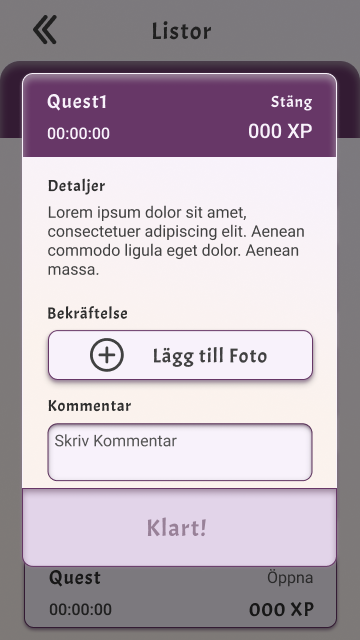 Listor
Quest1
Stäng
00:00:00
000 XP
Detaljer
Lorem ipsum dolor sit amet,
consectetuer adipiscing elit. Aenean
commodo ligula eget dolor. Aenean
massa.
Bekräftelse
Lägg till Foto
Kommentar
Skriv Kommentar
Klart!
Quest
Öppna
00:00:00
000 XP